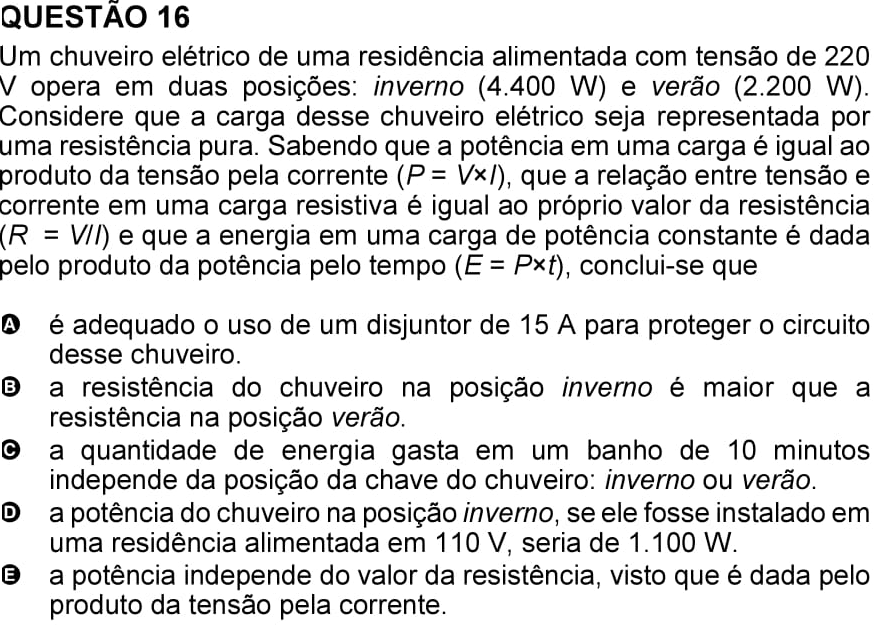 QUESTÃO 16
Um chuveiro elétrico de uma residência alimentada com tensão de 220
V opera em duas posições: inverno (4.400 W) e verão (2.200 W).
Considere que a carga desse chuveiro elétrico seja representada por
uma resistência pura. Sabendo que a potência em uma carga é igual ao
produto da tensão pela corrente (P = V×I), que a relação entre tensão e
corrente em uma carga resistiva é igual ao próprio valor da resistência
(R = V/I) e que a energia em uma carga de potência constante é dada
pelo produto da potência pelo tempo (E = P×t), conclui-se que
A é adequado o uso de um disjuntor de 15 A para proteger o circuito
desse chuveiro.
B a resistência do chuveiro na posição inverno é maior que a
resistência na posição verão.
C a quantidade de energia gasta em um banho de 10 minutos
independe da posição da chave do chuveiro: inverno ou verão.
D a potência do chuveiro na posição inverno, se ele fosse instalado em
uma residência alimentada em 110 V, seria de 1.100 W.
E a potência independe do valor da resistência, visto que é dada pelo
produto da tensão pela corrente.